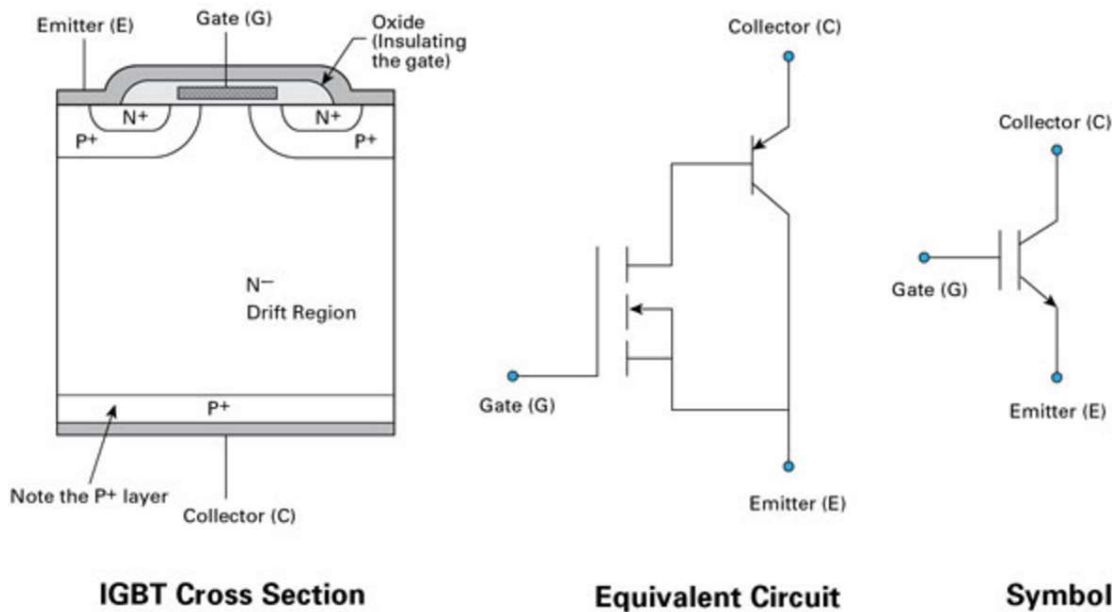 Emitter (E)
Gate (G)
Oxide
(Insulating
the gate)
N+
N+
P+
P+
N−
Drift Region
P+
Note the P+ layer
Collector (C)
IGBT Cross Section
Collector (C)
Gate (G)
Emitter (E)
Equivalent Circuit
Collector (C)
Gate (G)
Emitter (E)
Symbol